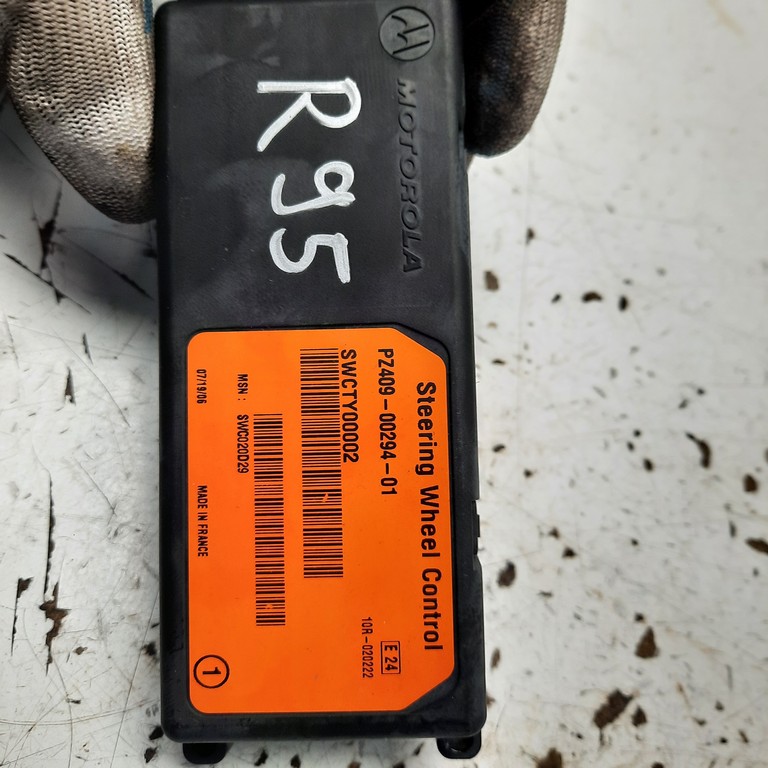 MOTOROLA
R95
Steering Wheel Control
PZ409-00294-01
SWCTY00002
E 24
10R-020222
MSN: SWC020D29
07/19/06
MADE IN FRANCE
1